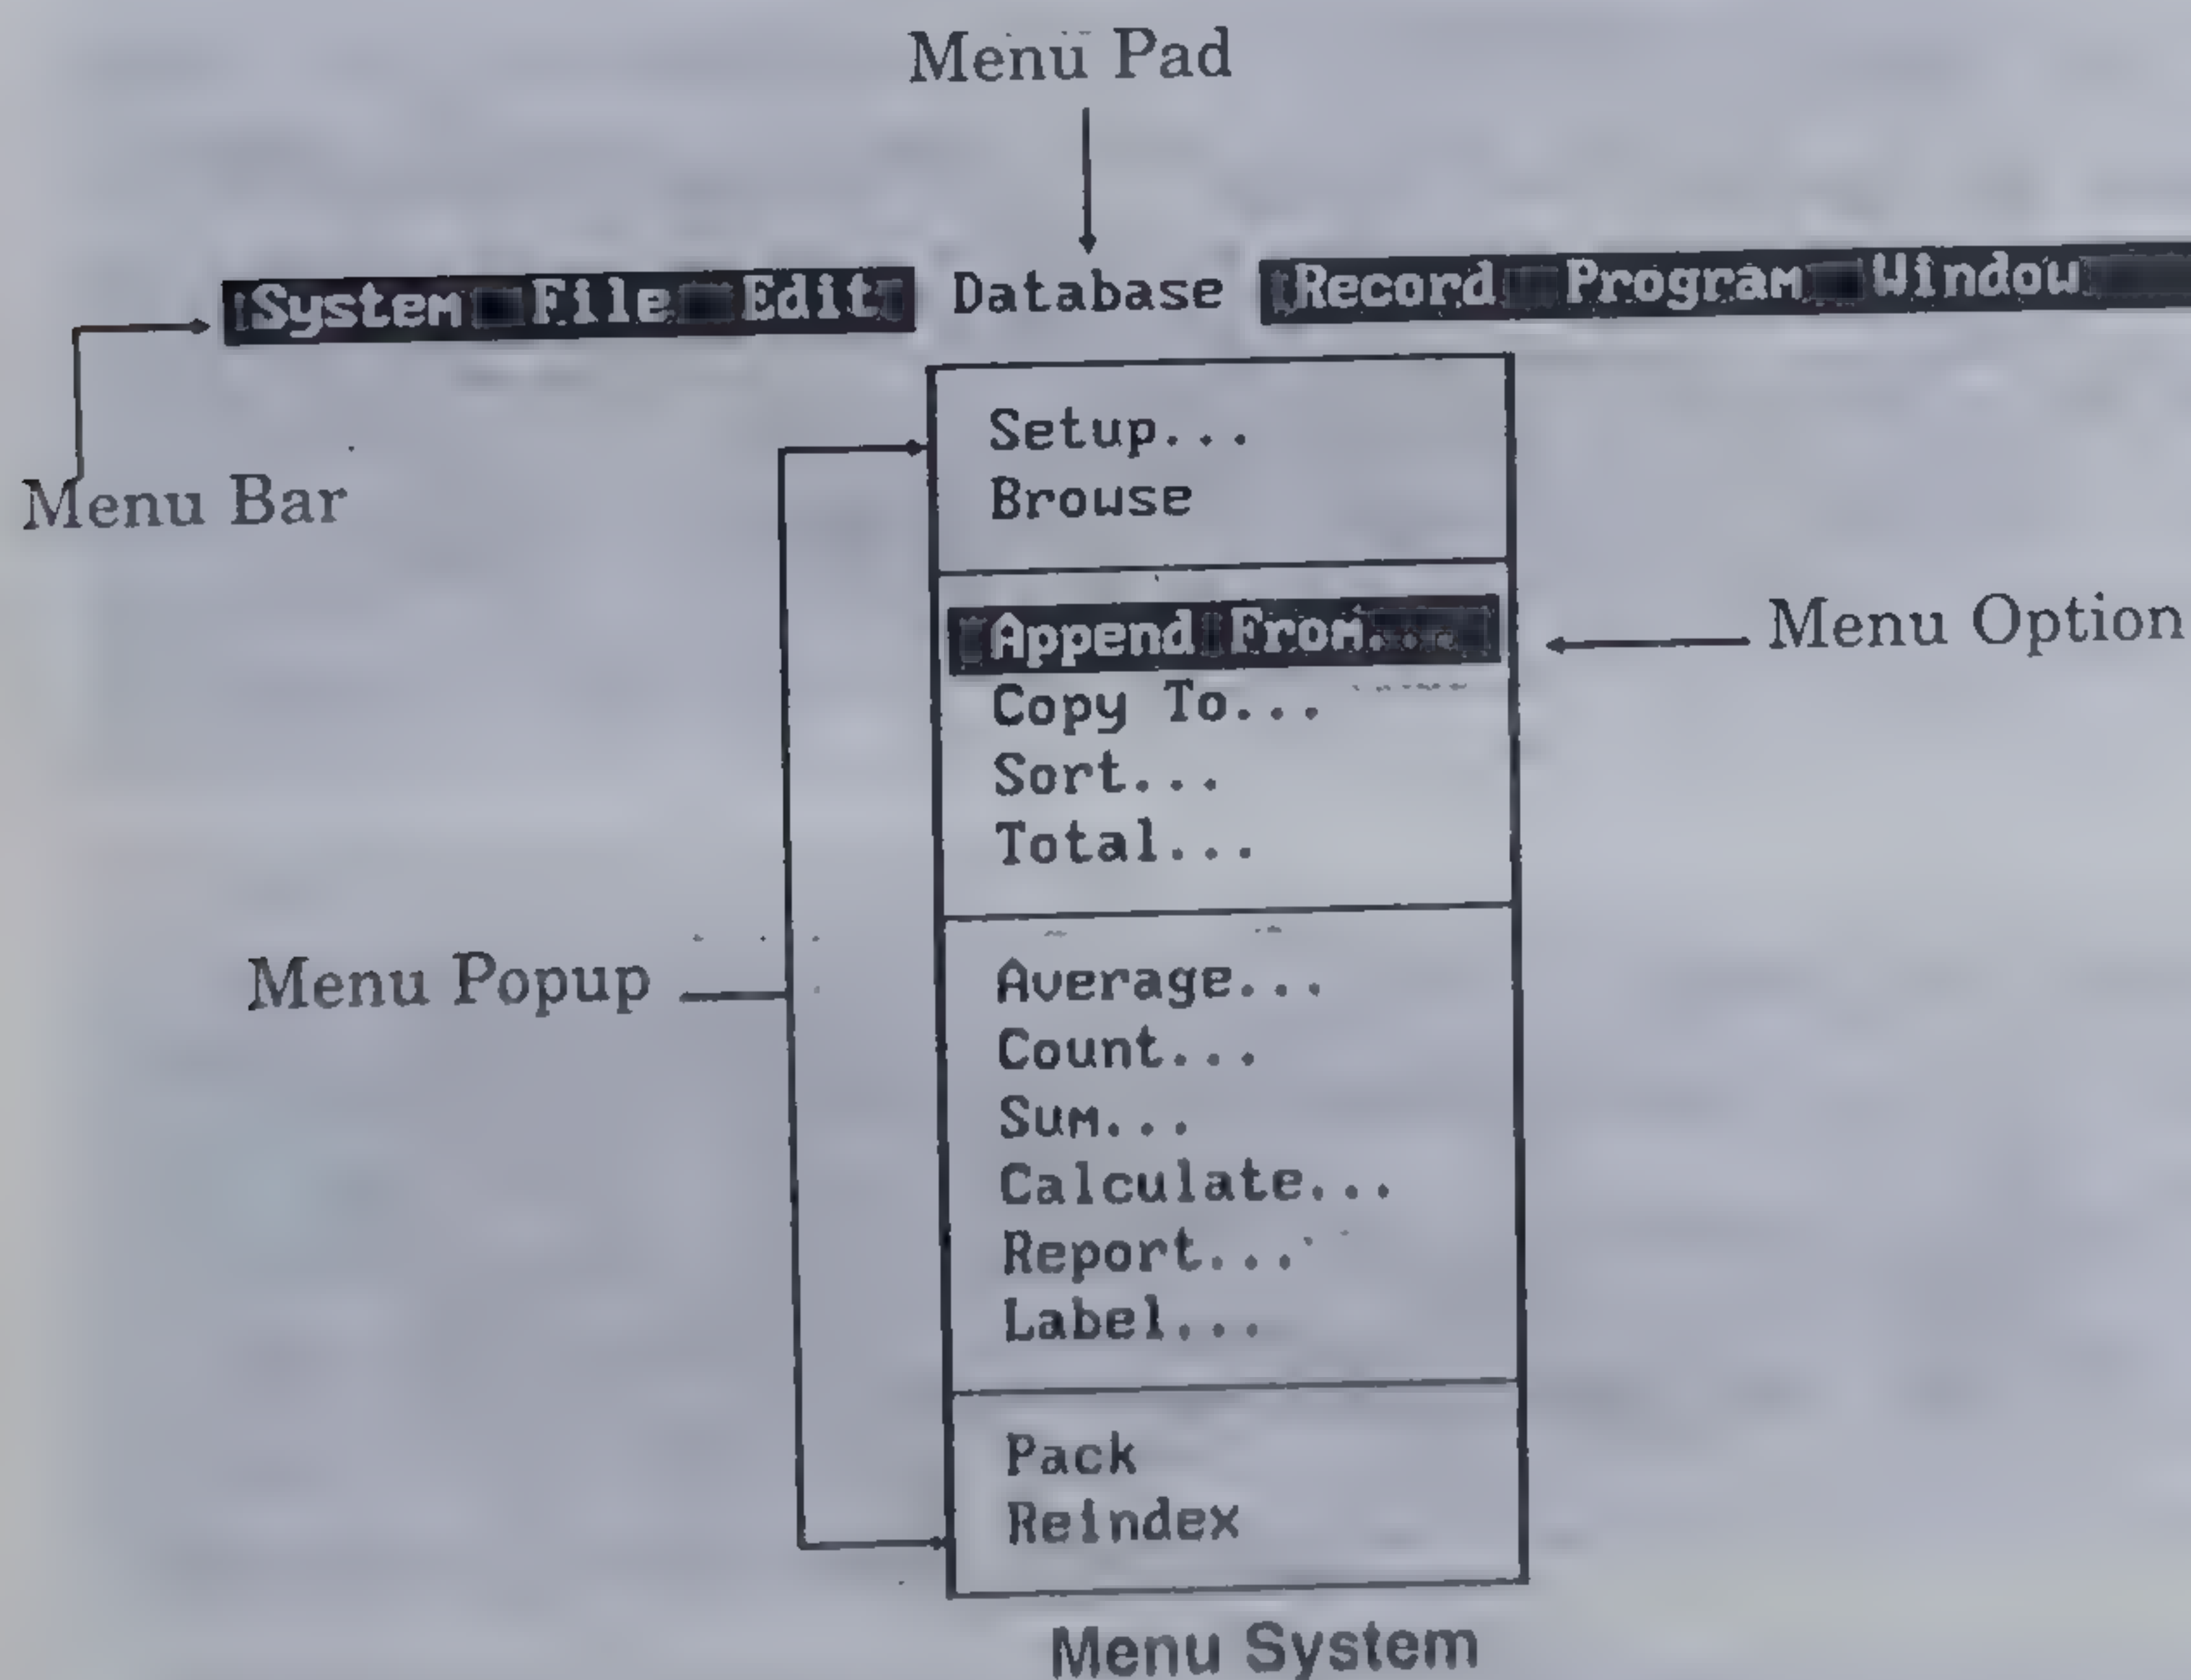 Menu Pad
System File Edit Database Record Program Window
Menu Bar
Setup...
Browse
Append From...
Menu Option
Copy To...
Sort...
Total...
Menu Popup
Average...
Count...
Sum...
Calculate...
Report...
Label...
Pack
Reindex
Menu System